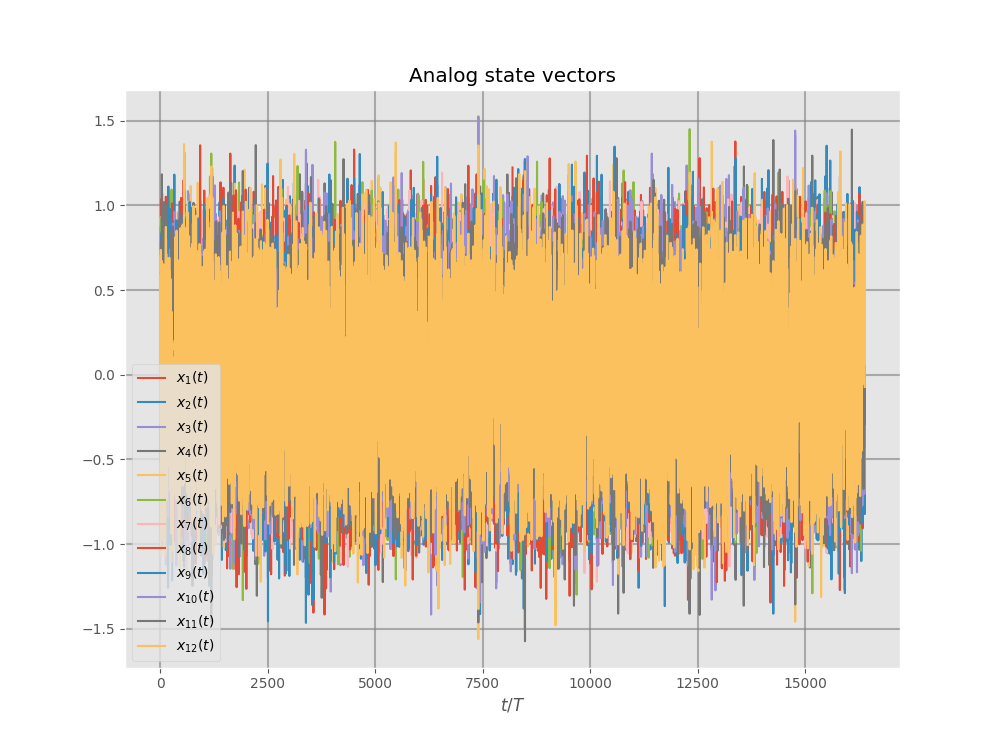 Analog state vectors
1.5
1.0
0.5
0.0
−0.5
−1.0
−1.5
x₁(t)
x₂(t)
x₃(t)
x₄(t)
x₅(t)
x₆(t)
x₇(t)
x₈(t)
x₉(t)
x₁₀(t)
x₁₁(t)
x₁₂(t)
0 2500 5000 7500 10000 12500 15000
t/T